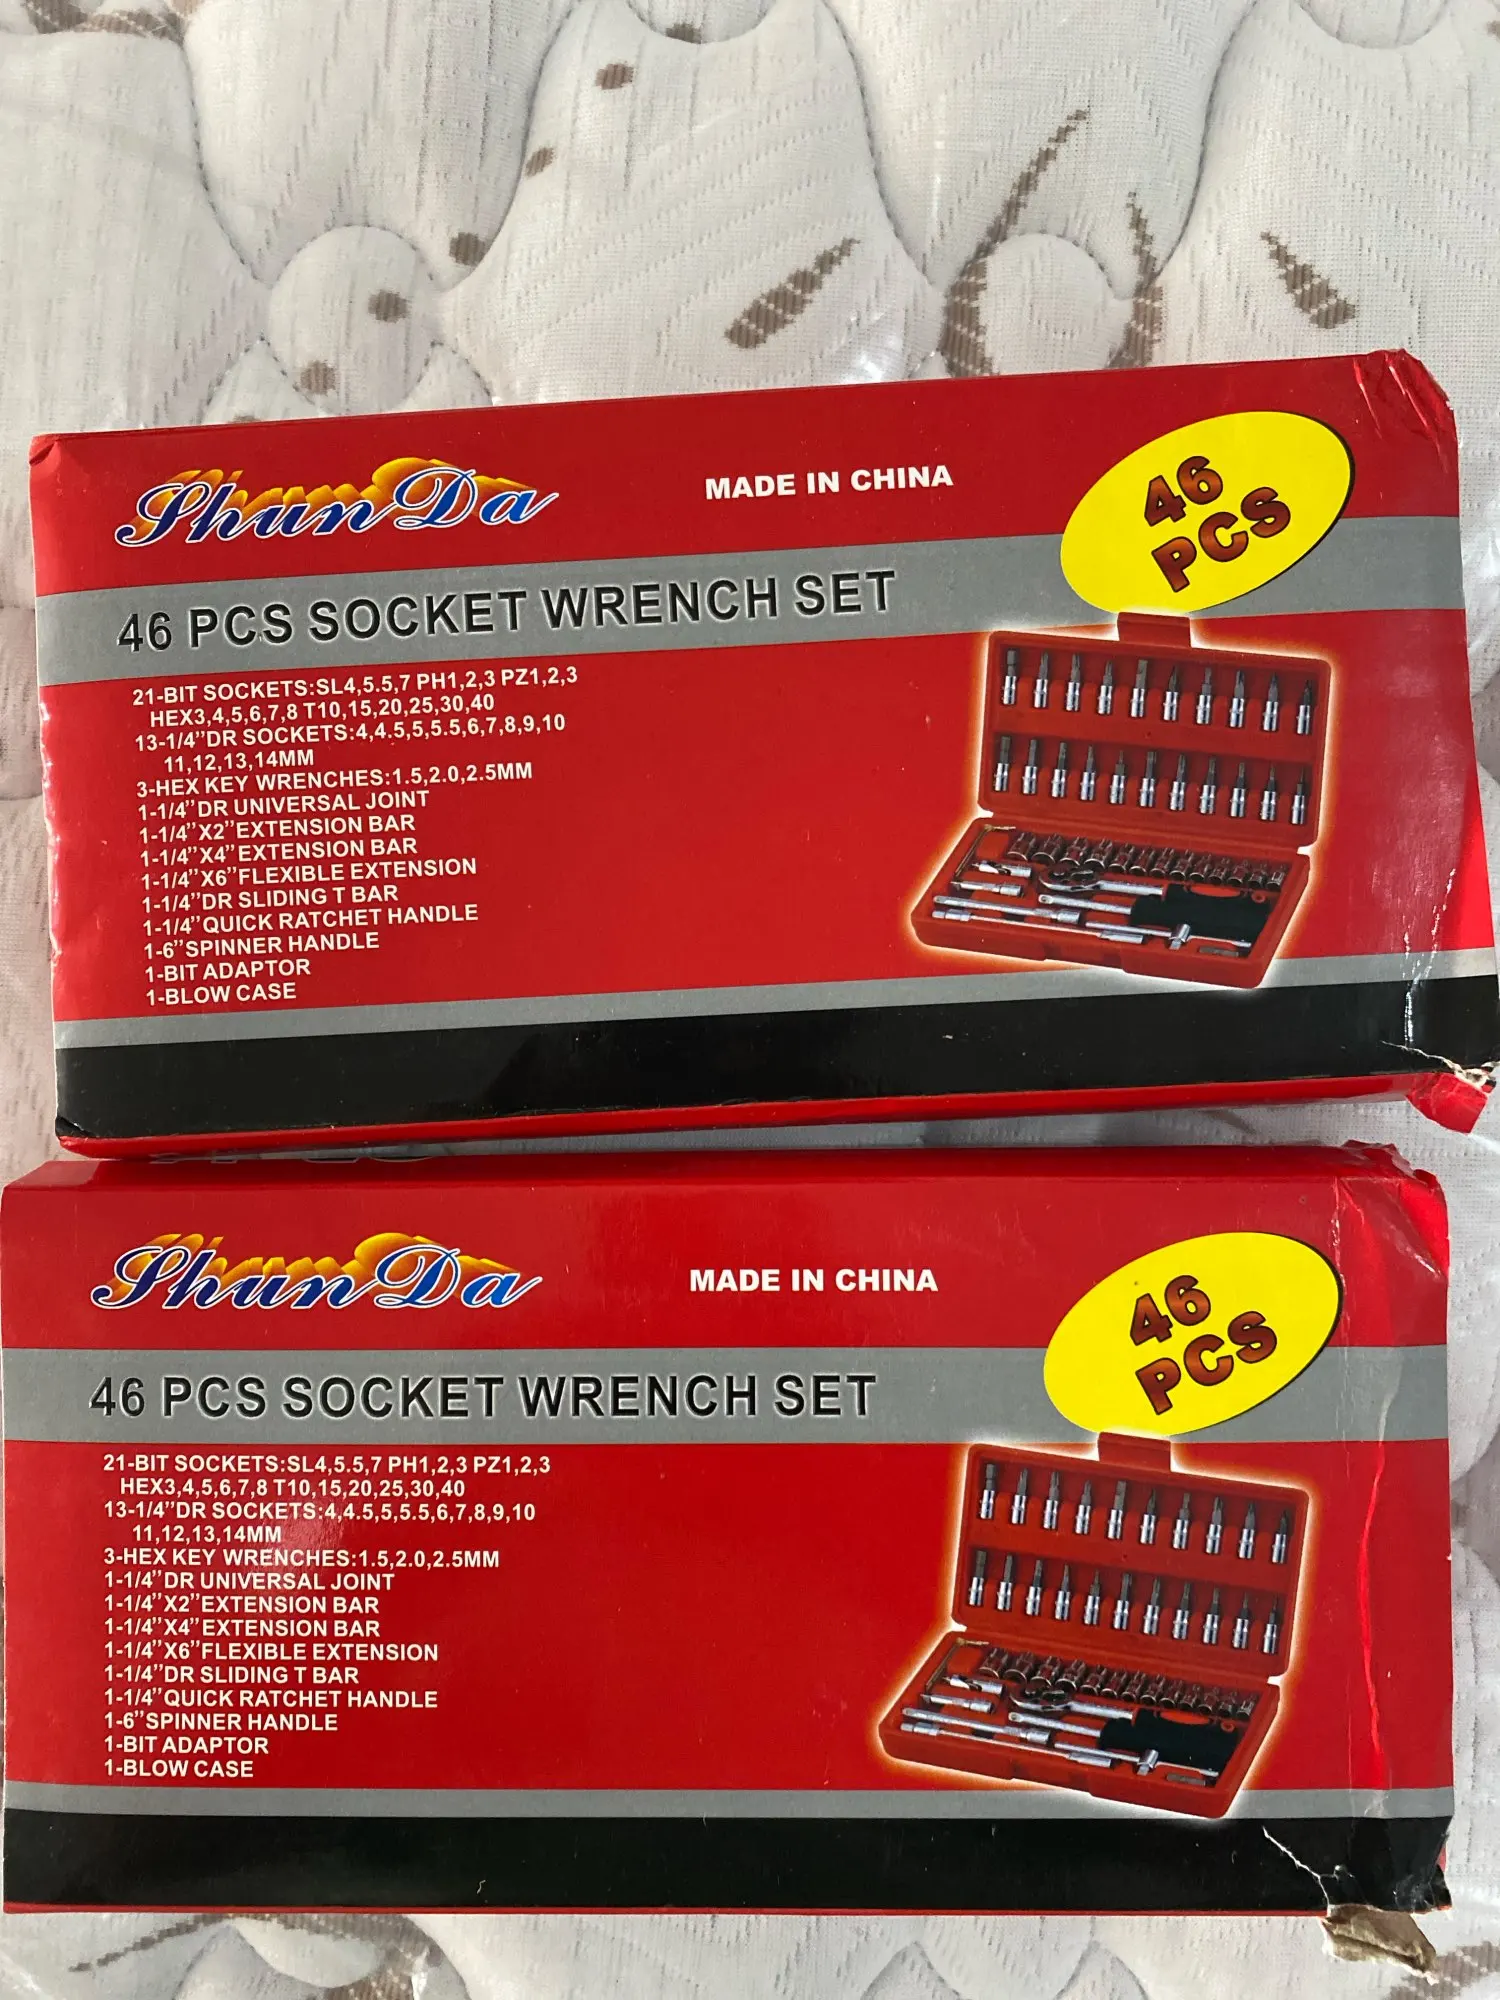 Shun Da
MADE IN CHINA
46
PCS
46 PCS SOCKET WRENCH SET
21-BIT SOCKETS:SL4,5.5,7 PH1,2,3 PZ1,2,3
HEX3,4,5,6,7,8 T10,15,20,25,30,40
13-1/4”DR SOCKETS:4,4.5,5,5.5,6,7,8,9,10
11,12,13,14MM
3-HEX KEY WRENCHES:1.5,2.0,2.5MM
1-1/4”DR UNIVERSAL JOINT
1-1/4”X2”EXTENSION BAR
1-1/4”X4”EXTENSION BAR
1-1/4”X6”FLEXIBLE EXTENSION
1-1/4”DR SLIDING T BAR
1-1/4”QUICK RATCHET HANDLE
1-6”SPINNER HANDLE
1-BIT ADAPTOR
1-BLOW CASE
Shun Da
MADE IN CHINA
46
PCS
46 PCS SOCKET WRENCH SET
21-BIT SOCKETS:SL4,5.5,7 PH1,2,3 PZ1,2,3
HEX3,4,5,6,7,8 T10,15,20,25,30,40
13-1/4”DR SOCKETS:4,4.5,5,5.5,6,7,8,9,10
11,12,13,14MM
3-HEX KEY WRENCHES:1.5,2.0,2.5MM
1-1/4”DR UNIVERSAL JOINT
1-1/4”X2”EXTENSION BAR
1-1/4”X4”EXTENSION BAR
1-1/4”X6”FLEXIBLE EXTENSION
1-1/4”DR SLIDING T BAR
1-1/4”QUICK RATCHET HANDLE
1-6”SPINNER HANDLE
1-BIT ADAPTOR
1-BLOW CASE